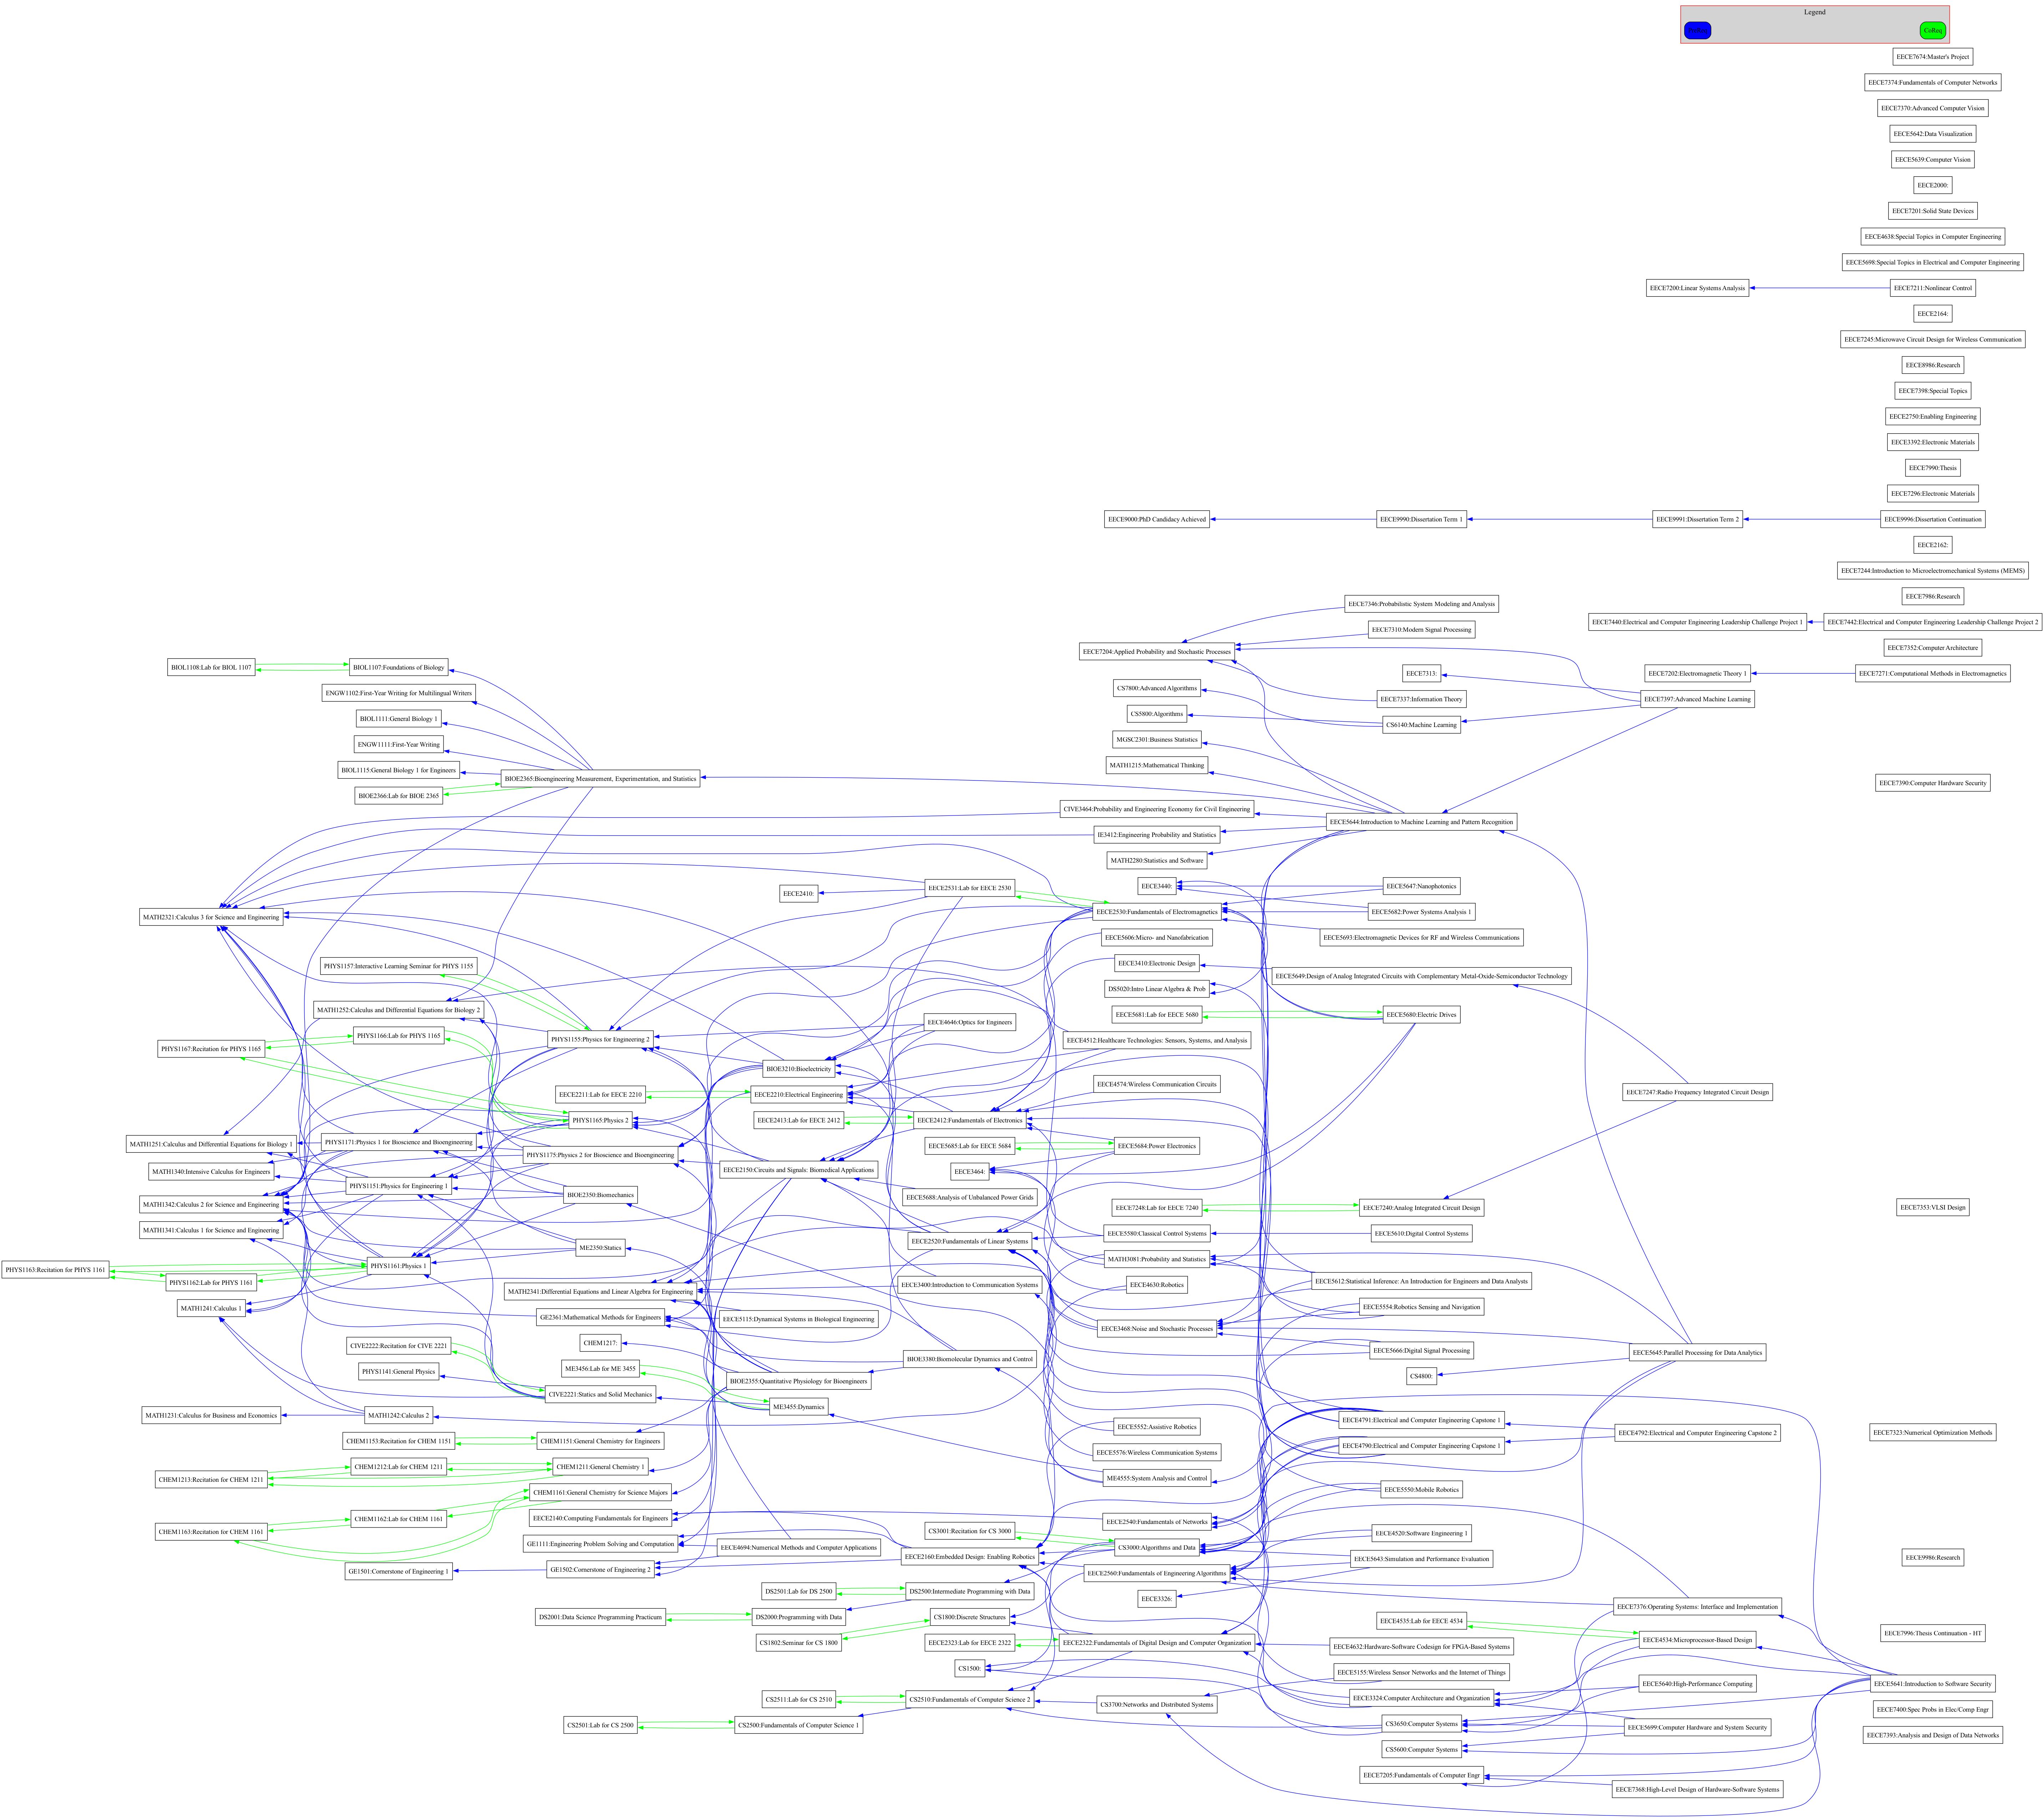 Legend
CoReq
EECE7674:Master's Project
EECE7374:Fundamentals of Computer Networks
EECE7370:Advanced Computer Vision
EECE5642:Data Visualization
EECE5639:Computer Vision
EECE2000:
EECE7201:Solid State Devices
EECE4638:Special Topics in Computer Engineering
EECE5698:Special Topics in Electrical and Computer Engineering
EECE7200:Linear Systems Analysis
EECE7211:Nonlinear Control
EECE2164:
EECE7245:Microwave Circuit Design for Wireless Communication
EECE8986:Research
EECE7398:Special Topics
EECE2750:Enabling Engineering
EECE3392:Electronic Materials
EECE7990:Thesis
EECE7296:Electronic Materials
EECE9000:PhD Candidacy Achieved
EECE9990:Dissertation Term 1
EECE9991:Dissertation Term 2
EECE9996:Dissertation Continuation
EECE2162:
EECE7244:Introduction to Microelectromechanical Systems (MEMS)
EECE7986:Research
EECE7346:Probabilistic System Modeling and Analysis
EECE7440:Electrical and Computer Engineering Leadership Challenge Project 1
EECE7442:Electrical and Computer Engineering Leadership Challenge Project 2
EECE7310:Modern Signal Processing
EECE7204:Applied Probability and Stochastic Processes
EECE7352:Computer Architecture
BIOL1108:Lab for BIOL 1107
BIOL1107:Foundations of Biology
EECE7313:
EECE7202:Electromagnetic Theory 1
EECE7271:Computational Methods in Electromagnetics
ENGW1102:First-Year Writing for Multilingual Writers
CS7800:Advanced Algorithms
EECE7337:Information Theory
EECE7397:Advanced Machine Learning
BIOL1111:General Biology 1
CS5800:Algorithms
CS6140:Machine Learning
ENGW1111:First-Year Writing
MGSC2301:Business Statistics
BIOL1115:General Biology 1 for Engineers
MATH1215:Mathematical Thinking
BIOE2365:Bioengineering Measurement, Experimentation, and Statistics
EECE7390:Computer Hardware Security
BIOE2366:Lab for BIOE 2365
CIVE3464:Probability and Engineering Economy for Civil Engineering
EECE5644:Introduction to Machine Learning and Pattern Recognition
IE3412:Engineering Probability and Statistics
MATH2280:Statistics and Software
EECE2410:
EECE2531:Lab for EECE 2530
EECE3440:
EECE5647:Nanophotonics
MATH2321:Calculus 3 for Science and Engineering
EECE2530:Fundamentals of Electromagnetics
EECE5682:Power Systems Analysis 1
EECE5606:Micro- and Nanofabrication
EECE5693:Electromagnetic Devices for RF and Wireless Communications
PHYS1157:Interactive Learning Seminar for PHYS 1155
EECE3410:Electronic Design
EECE5649:Design of Analog Integrated Circuits with Complementary Metal-Oxide-Semiconductor Technology
DS5020:Intro Linear Algebra & Prob
MATH1252:Calculus and Differential Equations for Biology 2
EECE5681:Lab for EECE 5680
EECE5680:Electric Drives
EECE4646:Optics for Engineers
PHYS1166:Lab for PHYS 1165
PHYS1155:Physics for Engineering 2
EECE4512:Healthcare Technologies: Sensors, Systems, and Analysis
PHYS1167:Recitation for PHYS 1165
BIOE3210:Bioelectricity
EECE4574:Wireless Communication Circuits
EECE2211:Lab for EECE 2210
EECE2210:Electrical Engineering
EECE7247:Radio Frequency Integrated Circuit Design
PHYS1165:Physics 2
EECE2413:Lab for EECE 2412
EECE2412:Fundamentals of Electronics
MATH1251:Calculus and Differential Equations for Biology 1
PHYS1171:Physics 1 for Bioscience and Bioengineering
EECE5685:Lab for EECE 5684
EECE5684:Power Electronics
PHYS1175:Physics 2 for Bioscience and Bioengineering
MATH1340:Intensive Calculus for Engineers
EECE2150:Circuits and Signals: Biomedical Applications
EECE3464:
PHYS1151:Physics for Engineering 1
BIOE2350:Biomechanics
EECE5688:Analysis of Unbalanced Power Grids
MATH1342:Calculus 2 for Science and Engineering
EECE7248:Lab for EECE 7240
EECE7240:Analog Integrated Circuit Design
EECE7353:VLSI Design
MATH1341:Calculus 1 for Science and Engineering
EECE5580:Classical Control Systems
EECE5610:Digital Control Systems
EECE2520:Fundamentals of Linear Systems
ME2350:Statics
MATH3081:Probability and Statistics
PHYS1163:Recitation for PHYS 1161
PHYS1161:Physics 1
PHYS1162:Lab for PHYS 1161
EECE3400:Introduction to Communication Systems
EECE4630:Robotics
EECE5612:Statistical Inference: An Introduction for Engineers and Data Analysts
MATH2341:Differential Equations and Linear Algebra for Engineering
MATH1241:Calculus 1
EECE5554:Robotics Sensing and Navigation
GE2361:Mathematical Methods for Engineers
EECE5115:Dynamical Systems in Biological Engineering
EECE3468:Noise and Stochastic Processes
CHEM1217:
CIVE2222:Recitation for CIVE 2221
EECE5666:Digital Signal Processing
EECE5645:Parallel Processing for Data Analytics
BIOE3380:Biomolecular Dynamics and Control
PHYS1141:General Physics
ME3456:Lab for ME 3455
BIOE2355:Quantitative Physiology for Bioengineers
CS4800:
CIVE2221:Statics and Solid Mechanics
ME3455:Dynamics
MATH1231:Calculus for Business and Economics
MATH1242:Calculus 2
EECE5552:Assistive Robotics
EECE4791:Electrical and Computer Engineering Capstone 1
EECE4792:Electrical and Computer Engineering Capstone 2
EECE7323:Numerical Optimization Methods
CHEM1153:Recitation for CHEM 1151
CHEM1151:General Chemistry for Engineers
EECE5576:Wireless Communication Systems
EECE4790:Electrical and Computer Engineering Capstone 1
CHEM1212:Lab for CHEM 1211
CHEM1211:General Chemistry 1
CHEM1213:Recitation for CHEM 1211
ME4555:System Analysis and Control
CHEM1161:General Chemistry for Science Majors
EECE5550:Mobile Robotics
CHEM1162:Lab for CHEM 1161
EECE2140:Computing Fundamentals for Engineers
EECE2540:Fundamentals of Networks
CHEM1163:Recitation for CHEM 1161
CS3001:Recitation for CS 3000
EECE4520:Software Engineering 1
GE1111:Engineering Problem Solving and Computation
EECE4694:Numerical Methods and Computer Applications
CS3000:Algorithms and Data
EECE2160:Embedded Design: Enabling Robotics
EECE5643:Simulation and Performance Evaluation
EECE9986:Research
GE1501:Cornerstone of Engineering 1
GE1502:Cornerstone of Engineering 2
EECE2560:Fundamentals of Engineering Algorithms
DS2501:Lab for DS 2500
DS2500:Intermediate Programming with Data
EECE3326:
EECE7376:Operating Systems: Interface and Implementation
DS2001:Data Science Programming Practicum
DS2000:Programming with Data
CS1800:Discrete Structures
EECE4535:Lab for EECE 4534
CS1802:Seminar for CS 1800
EECE2323:Lab for EECE 2322
EECE2322:Fundamentals of Digital Design and Computer Organization
EECE4632:Hardware-Software Codesign for FPGA-Based Systems
EECE4534:Microprocessor-Based Design
EECE7996:Thesis Continuation - HT
CS1500:
EECE5155:Wireless Sensor Networks and the Internet of Things
EECE5640:High-Performance Computing
EECE5641:Introduction to Software Security
CS2511:Lab for CS 2510
CS2510:Fundamentals of Computer Science 2
CS3700:Networks and Distributed Systems
EECE3324:Computer Architecture and Organization
EECE7400:Spec Probs in Elec/Comp Engr
CS2501:Lab for CS 2500
CS2500:Fundamentals of Computer Science 1
CS3650:Computer Systems
EECE5699:Computer Hardware and System Security
EECE7393:Analysis and Design of Data Networks
CS5600:Computer Systems
EECE7205:Fundamentals of Computer Engr
EECE7368:High-Level Design of Hardware-Software Systems